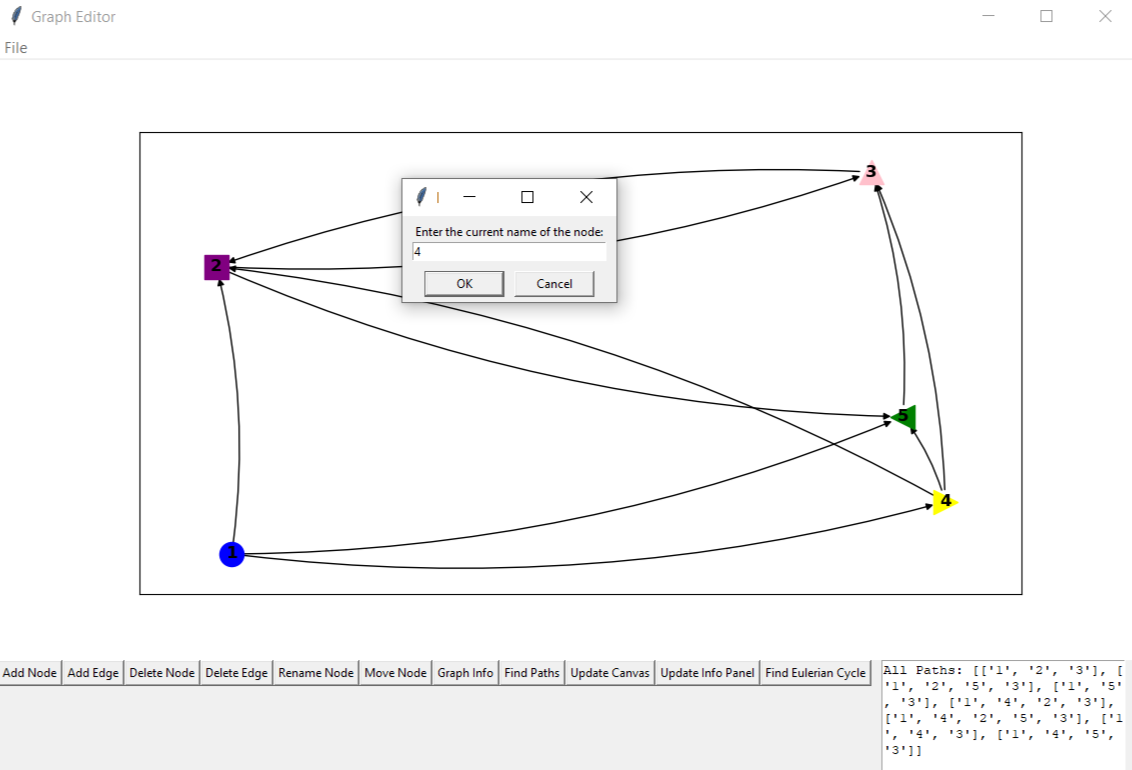 Graph Editor
File
3
Enter the current name of the node:
4
OK Cancel
2
5
4
1
Add Node Add Edge Delete Node Delete Edge Rename Node Move Node Graph Info Find Paths Update Canvas Update Info Panel Find Eulerian Cycle
All Paths: [['1', '2', '3'], [
'1', '2', '5', '3'], ['1', '5'
, '3'], ['1', '4', '2', '3'],
['1', '4', '2', '5', '3'], ['1
', '4', '3'], ['1', '4', '5',
'3']]